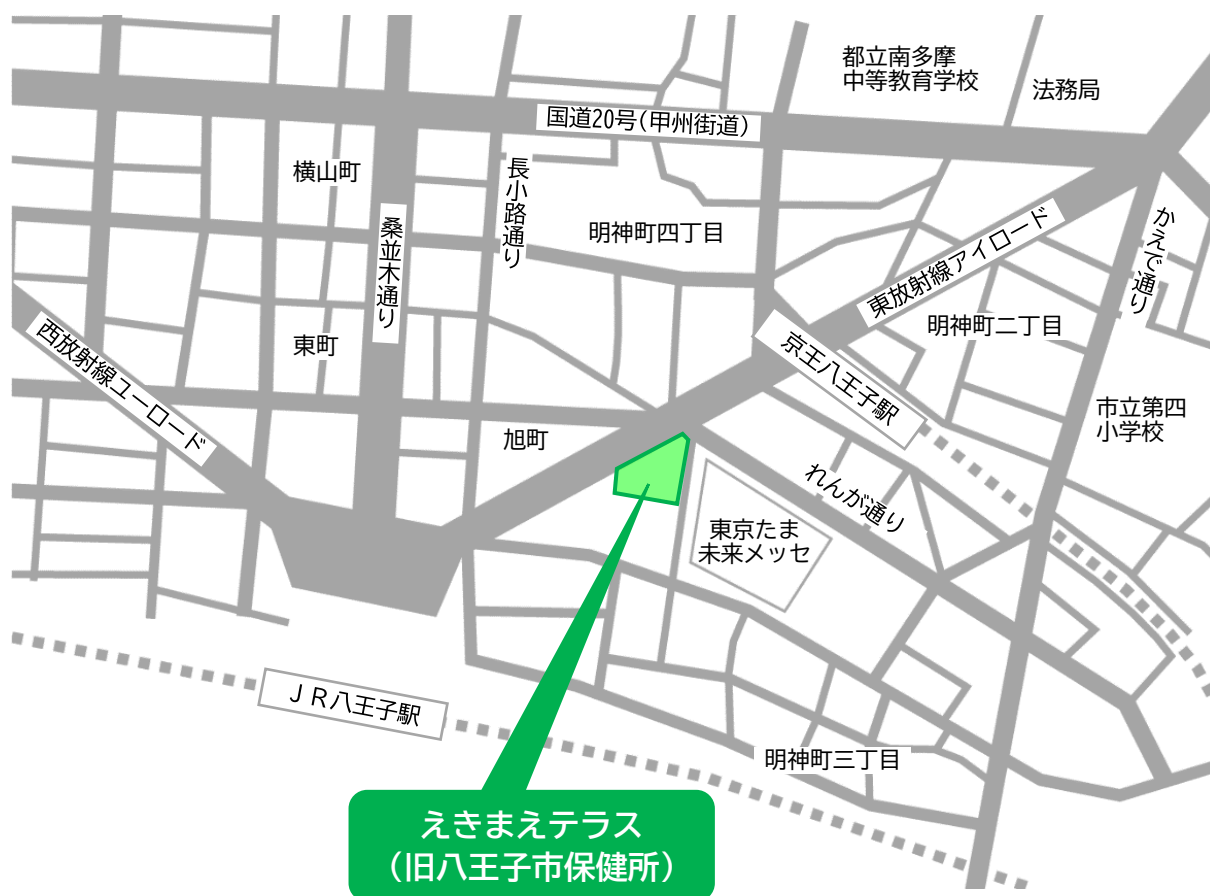 都立南多摩
中等教育学校
法務局
国道20号(甲州街道)
横山町
長小路通り
桑並木通り
明神町四丁目
かえで通り
東放射線アイロード
明神町二丁目
西放射線ユーロード
東町
京王八王子駅
市立第四
小学校
旭町
れんが通り
東京たま
未来メッセ
JR八王子駅
明神町三丁目
えきまえテラス
(旧八王子市保健所)